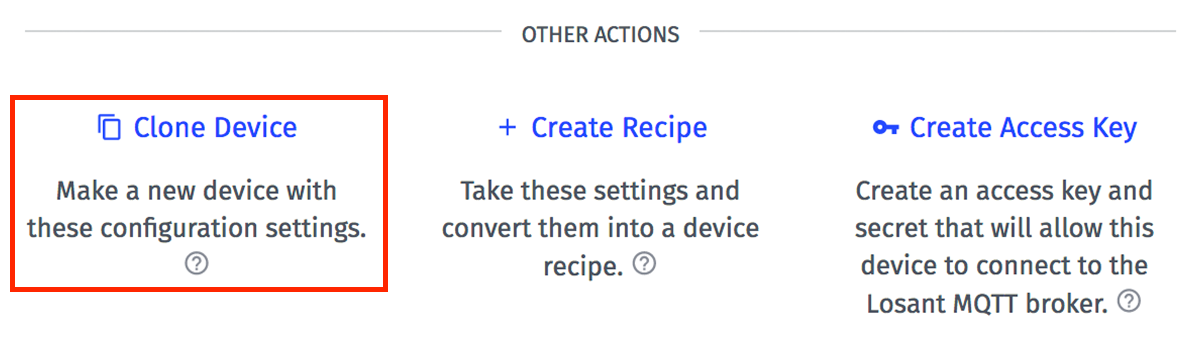 OTHER ACTIONS
Clone Device
Make a new device with
these configuration settings.
Create Recipe
Take these settings and
convert them into a device
recipe.
Create Access Key
Create an access key and
secret that will allow this
device to connect to the
Losant MQTT broker.